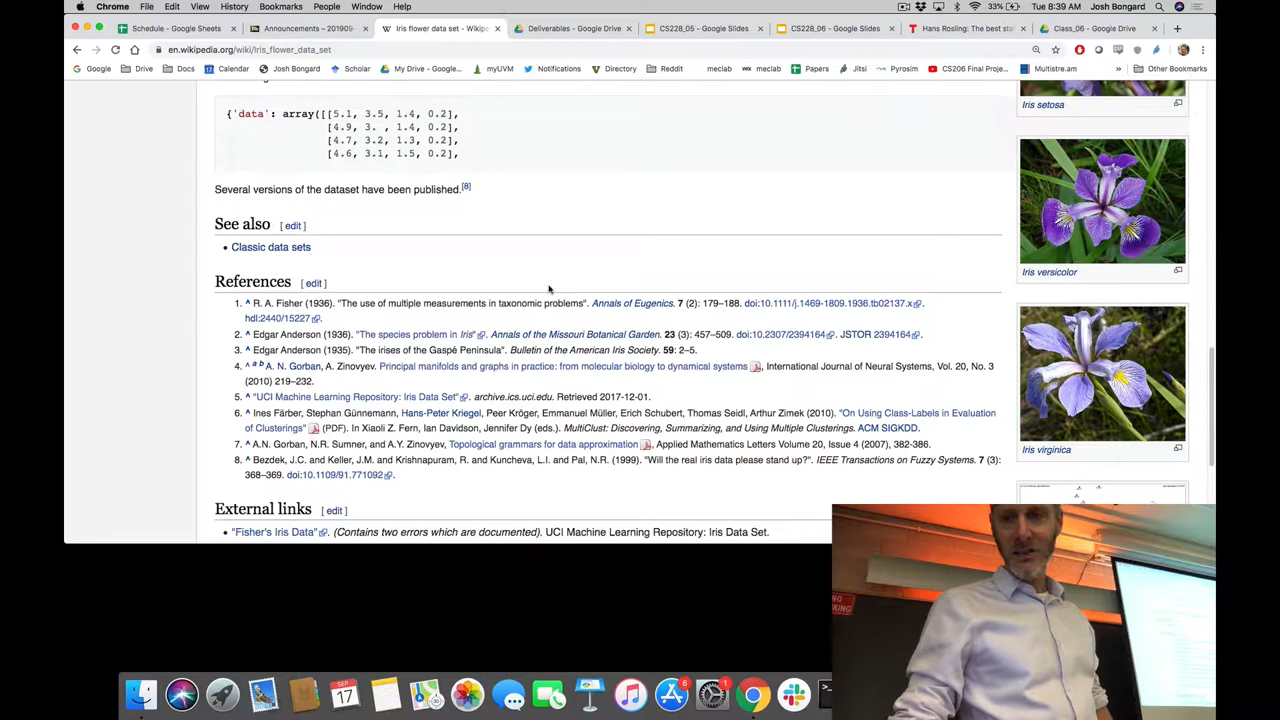 Chrome File Edit View History Bookmarks People Window Help 33% Tue 8:39 AM Josh Bongard
Schedule - Google Sheets Announcements – 201909- Iris flower data set - Wikip Deliverables - Google Drive CS228_05 - Google Slides CS228_06 - Google Slides Hans Rosling: The best sta Class_06 - Google Drive
en.wikipedia.org/wiki/Iris_flower_data_set
Google Drive Docs Calendar Josh Bongard Scholar My Drive - Google... myUVM Notifications Directory Reddit meclab meclab Papers Jitsi Pyrosim CS206 Final Proje... Multistre.am » Other Bookmarks
Iris setosa
{'data': array([[5.1, 3.5, 1.4, 0.2],
[4.9, 3. , 1.4, 0.2],
[4.7, 3.2, 1.3, 0.2],
[4.6, 3.1, 1.5, 0.2],
Several versions of the dataset have been published.[8]
See also [ edit ]
• Classic data sets
Iris versicolor
References [ edit ]
1. ^ R. A. Fisher (1936). "The use of multiple measurements in taxonomic problems". Annals of Eugenics. 7 (2): 179–188. doi:10.1111/j.1469-1809.1936.tb02137.x.
hdl:2440/15227.
2. ^ Edgar Anderson (1936). "The species problem in Iris". Annals of the Missouri Botanical Garden. 23 (3): 457–509. doi:10.2307/2394164. JSTOR 2394164.
3. ^ Edgar Anderson (1935). "The irises of the Gaspé Peninsula". Bulletin of the American Iris Society. 59: 2–5.
4. ^ a b A. N. Gorban, A. Zinovyev. Principal manifolds and graphs in practice: from molecular biology to dynamical systems, International Journal of Neural Systems, Vol. 20, No. 3
(2010) 219–232.
5. ^ "UCI Machine Learning Repository: Iris Data Set". archive.ics.uci.edu. Retrieved 2017-12-01.
6. ^ Ines Färber, Stephan Günnemann, Hans-Peter Kriegel, Peer Kröger, Emmanuel Müller, Erich Schubert, Thomas Seidl, Arthur Zimek (2010). "On Using Class-Labels in Evaluation
of Clusterings" (PDF). In Xiaoli Z. Fern, Ian Davidson, Jennifer Dy (eds.). MultiClust: Discovering, Summarizing, and Using Multiple Clusterings. ACM SIGKDD.
7. ^ A.N. Gorban, N.R. Sumner, and A.Y. Zinovyev, Topological grammars for data approximation, Applied Mathematics Letters Volume 20, Issue 4 (2007), 382-386.
8. ^ Bezdek, J.C. and Keller, J.M. and Krishnapuram, R. and Kuncheva, L.I. and Pal, N.R. (1999). "Will the real iris data please stand up?". IEEE Transactions on Fuzzy Systems. 7 (3):
368–369. doi:10.1109/91.771092.
Iris virginica
External links [ edit ]
• "Fisher's Iris Data". (Contains two errors which are documented). UCI Machine Learning Repository: Iris Data Set.
NO
SEP
17
6